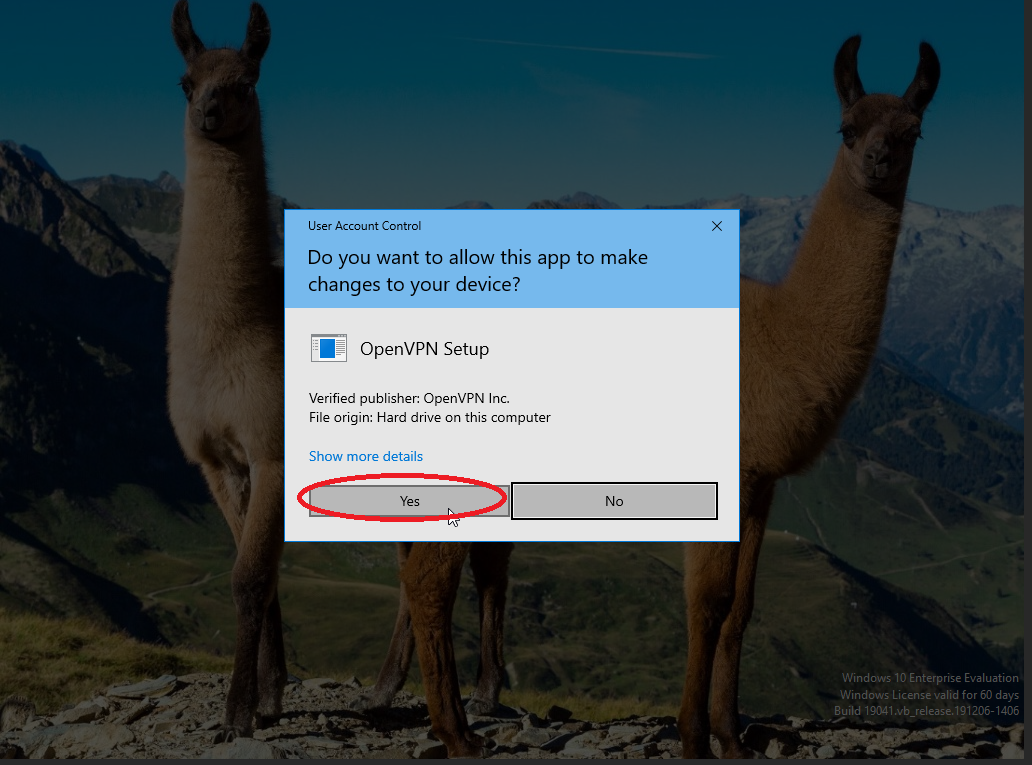 User Account Control
Do you want to allow this app to make
changes to your device?
OpenVPN Setup
Verified publisher: OpenVPN Inc.
File origin: Hard drive on this computer
Show more details
Yes
No
Windows 10 Enterprise Evaluation
Windows License valid for 60 days
Build 19041.vb_release.191206-1406